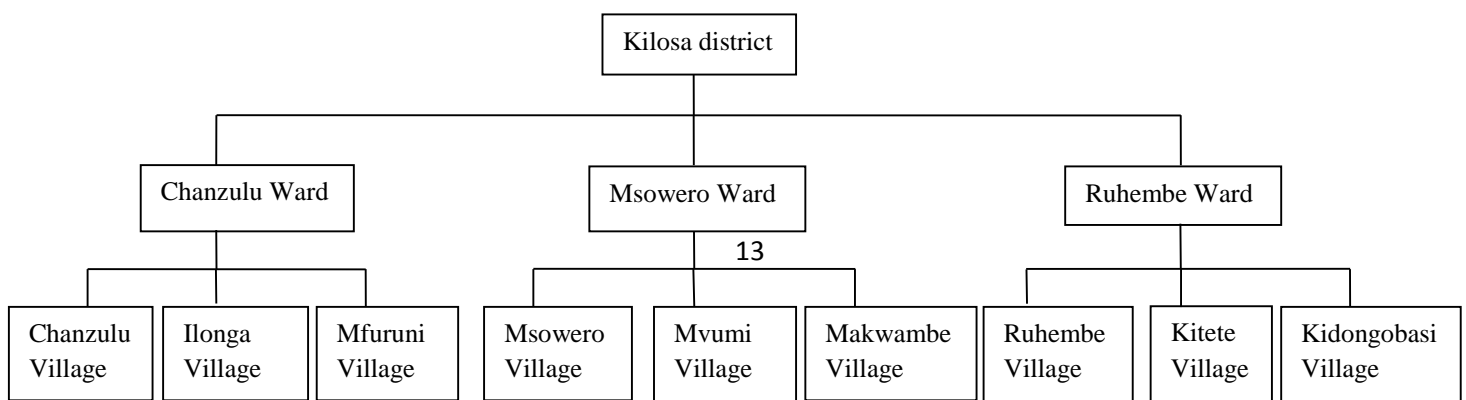 Kilosa district
Chanzulu Ward
Msowero Ward
Ruhembe Ward
13
Chanzulu
Village
Ilonga
Village
Mfuruni
Village
Msowero
Village
Mvumi
Village
Makwambe
Village
Ruhembe
Village
Kitete
Village
Kidongobasi
Village